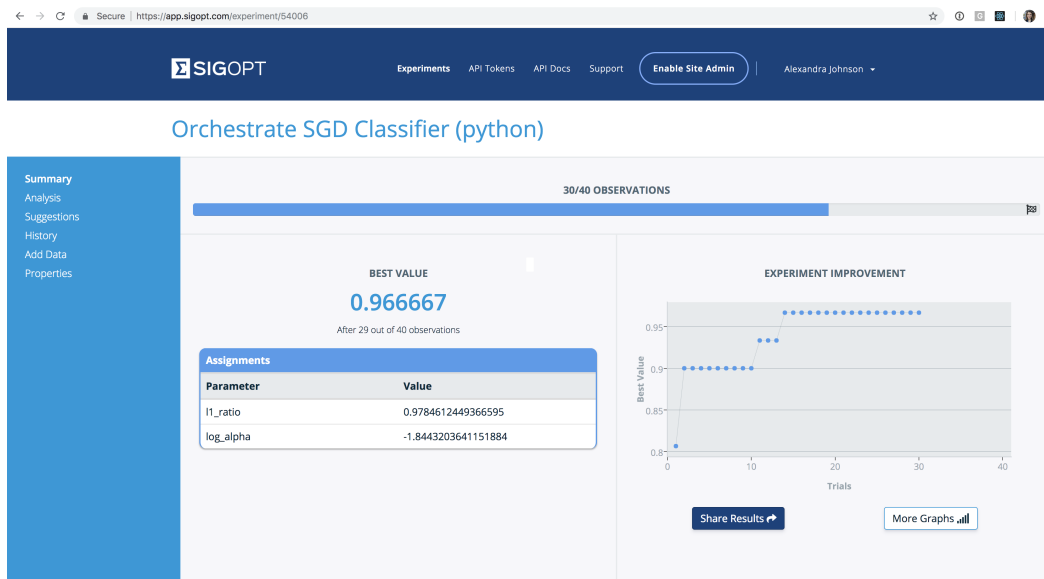 Secure | https://app.sigopt.com/experiment/54006
SIGOPT
Experiments API Tokens API Docs Support Enable Site Admin Alexandra Johnson
Orchestrate SGD Classifier (python)
Summary
Analysis
Suggestions
History
Add Data
Properties
30/40 OBSERVATIONS
BEST VALUE
0.966667
After 29 out of 40 observations
Assignments
Parameter Value
l1_ratio 0.9784612449366595
log_alpha -1.8443203641151884
EXPERIMENT IMPROVEMENT
Best Value
0.95
0.9
0.85
0.8
0 10 20 30 40
Trials
Share Results
More Graphs